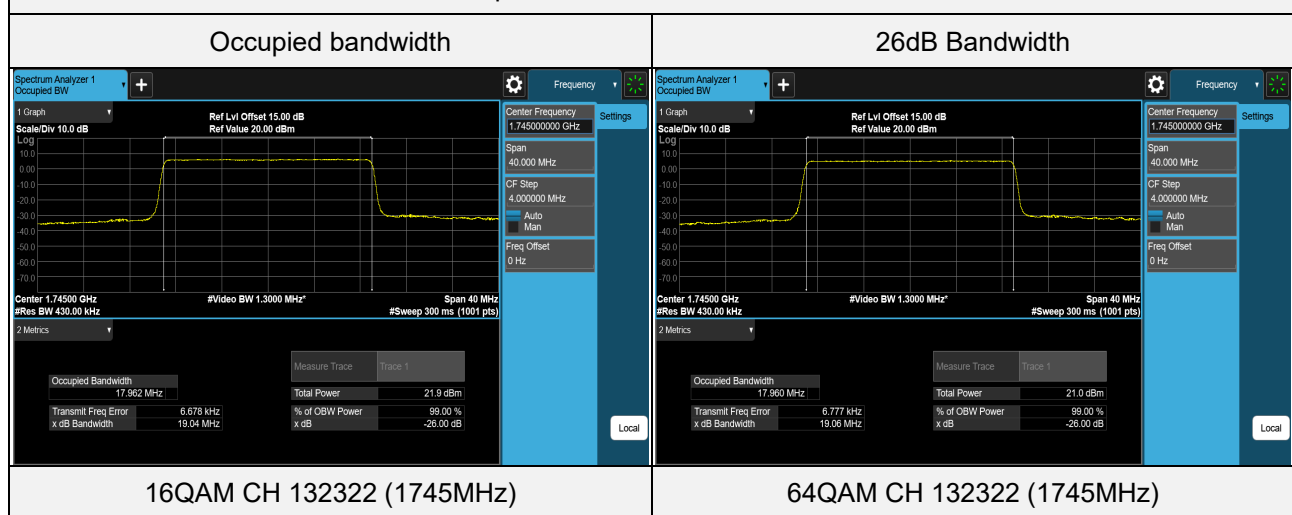 Occupied bandwidth
26dB Bandwidth
Spectrum Analyzer 1
Occupied BW
+
Frequency
1 Graph
Scale/Div 10.0 dB
Ref Lvl Offset 15.00 dB
Ref Value 20.00 dBm
Log
10.0
0.00
-10.0
-20.0
-30.0
-40.0
-50.0
-60.0
-70.0
Center 1.74500 GHz
#Res BW 430.00 kHz
#Video BW 1.3000 MHz*
Span 40 MHz
#Sweep 300 ms (1001 pts)
Center Frequency
1.745000000 GHz
Span
40.000 MHz
CF Step
4.000000 MHz
Auto
Man
Freq Offset
0 Hz
Settings
Local
2 Metrics
Measure Trace Trace 1
Occupied Bandwidth
17.962 MHz
Total Power 21.9 dBm
Transmit Freq Error 6.678 kHz
% of OBW Power 99.00 %
x dB Bandwidth 19.04 MHz
x dB -26.00 dB
Spectrum Analyzer 1
Occupied BW
+
Frequency
1 Graph
Scale/Div 10.0 dB
Ref Lvl Offset 15.00 dB
Ref Value 20.00 dBm
Log
10.0
0.00
-10.0
-20.0
-30.0
-40.0
-50.0
-60.0
-70.0
Center 1.74500 GHz
#Res BW 430.00 kHz
#Video BW 1.3000 MHz*
Span 40 MHz
#Sweep 300 ms (1001 pts)
Center Frequency
1.745000000 GHz
Span
40.000 MHz
CF Step
4.000000 MHz
Auto
Man
Freq Offset
0 Hz
Settings
Local
2 Metrics
Measure Trace Trace 1
Occupied Bandwidth
17.960 MHz
Total Power 21.0 dBm
Transmit Freq Error 6.777 kHz
% of OBW Power 99.00 %
x dB Bandwidth 19.06 MHz
x dB -26.00 dB
16QAM CH 132322 (1745MHz)
64QAM CH 132322 (1745MHz)